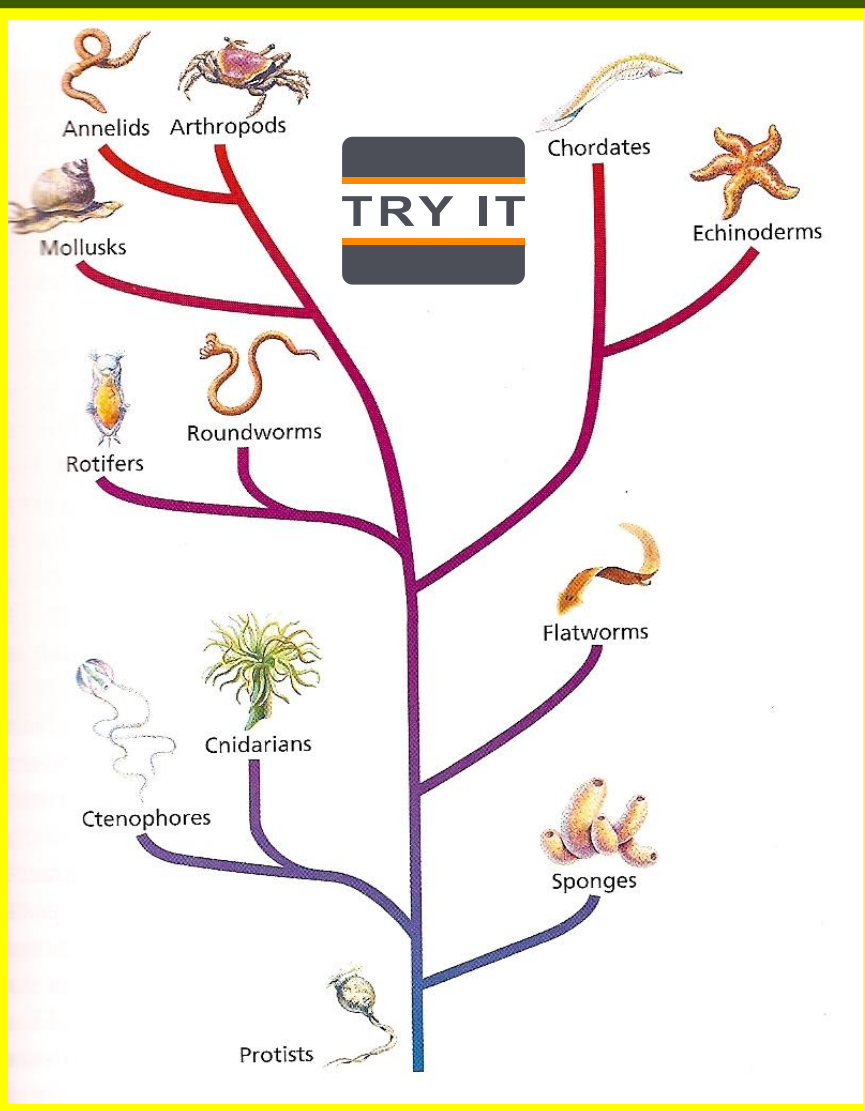 Annelids
Arthropods
Chordates
TRY IT
Echinoderms
Mollusks
Roundworms
Rotifers
Flatworms
Cnidarians
Ctenophores
Sponges
Protists